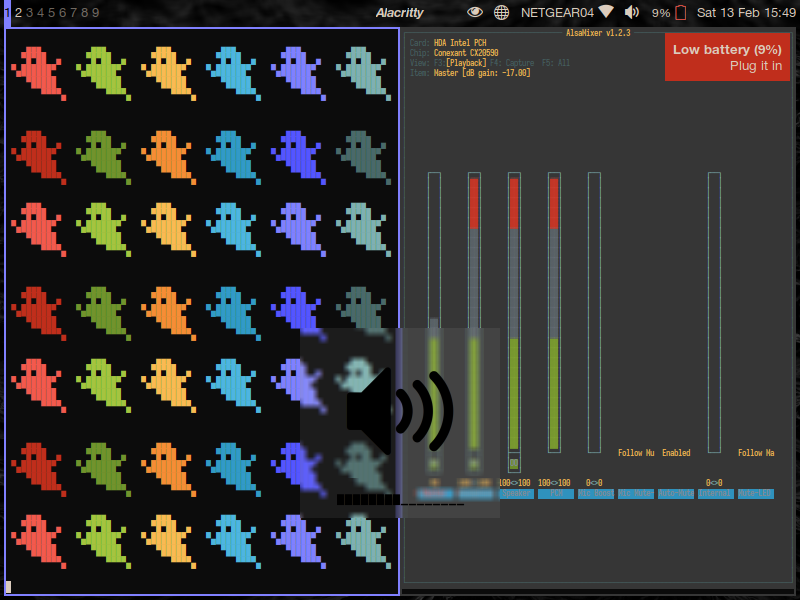 1 2 3 4 5 6 7 8 9
Alacritty
NETGEAR04
9%
Sat 13 Feb 15:49
AlsaMixer v1.2.3
Card: HDA Intel PCH
Chip: Conexant CX20590
View: F3:[Playback] F4: Capture F5: All
Item: Master [dB gain: -17.00]
Low battery (9%)
Plug it in
Follow Mu Enabled Follow Ma
100<>100 100<>100 0<>0 0<>0
Speaker PCM Mic Boost Mic Mute- Auto-Mute Internal Mute-LED